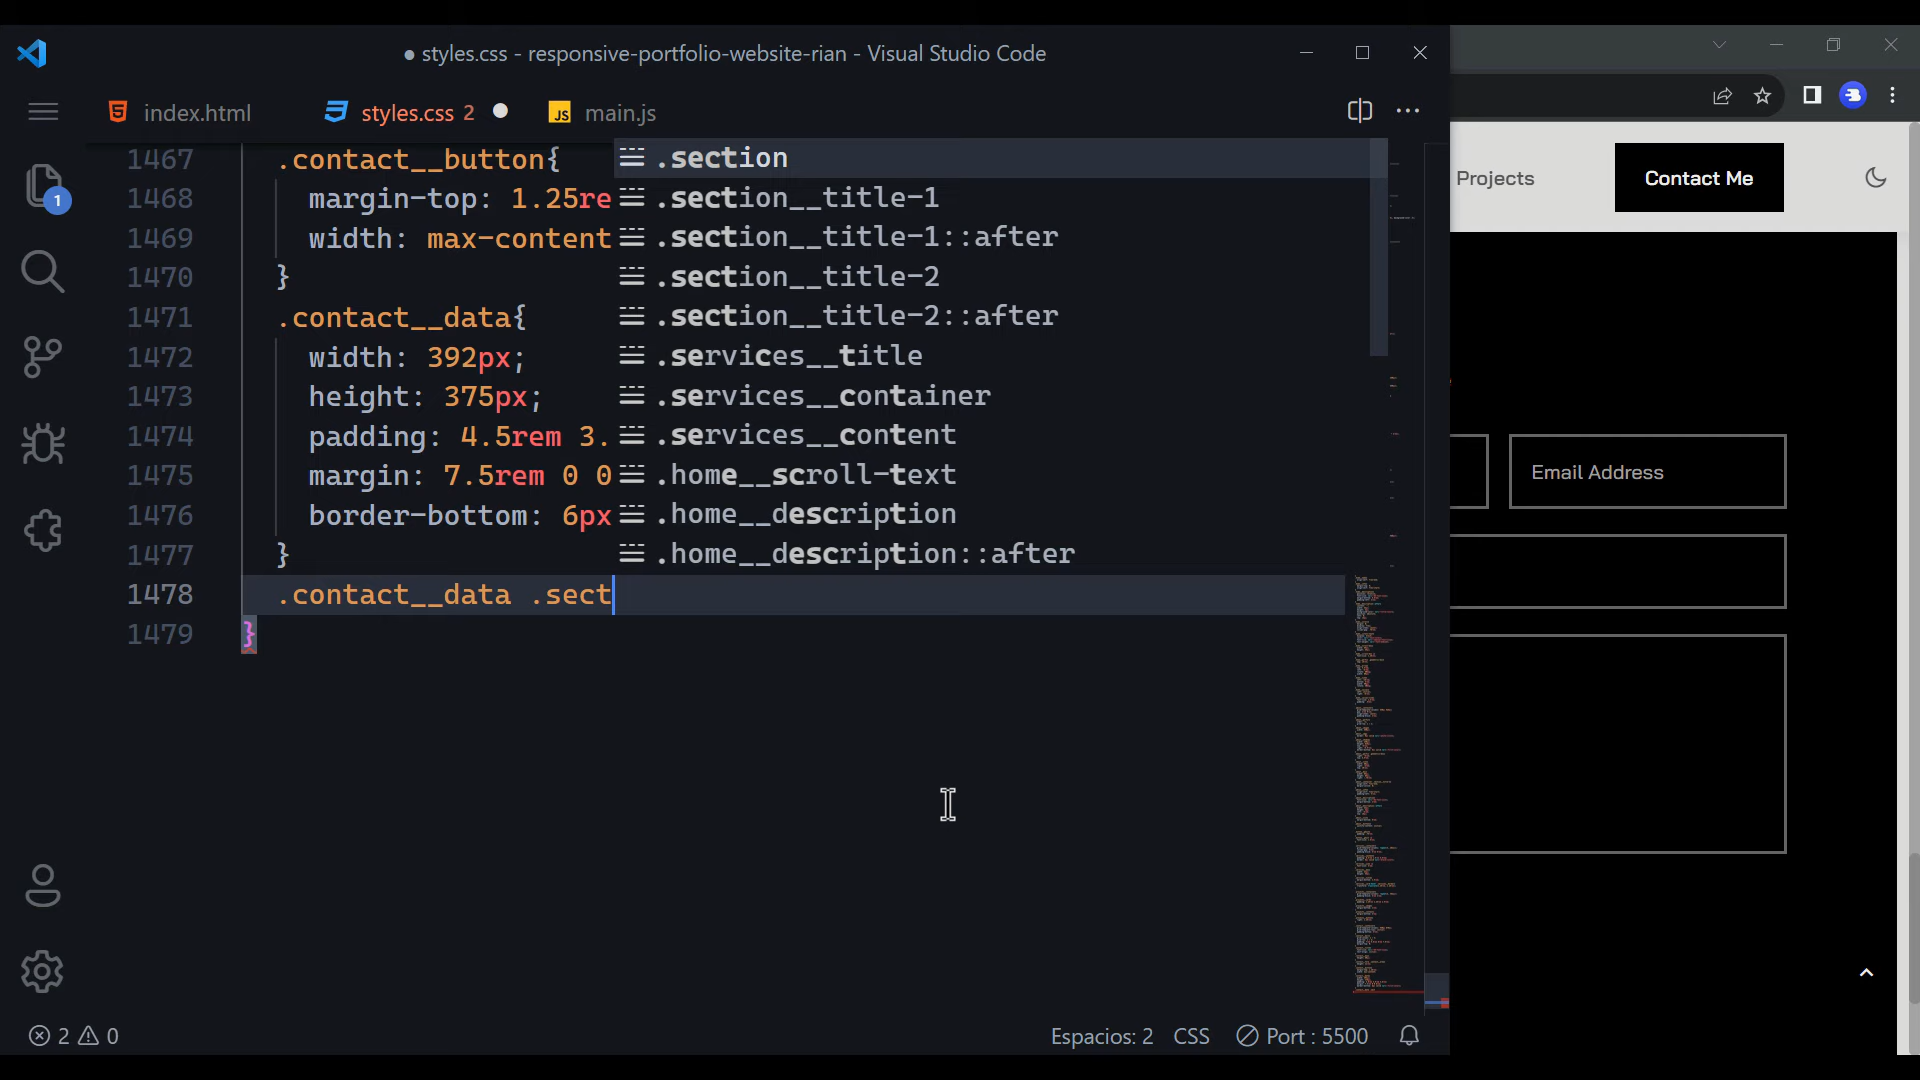 ● styles.css - responsive-portfolio-website-rian - Visual Studio Code
index.html
styles.css 2
JS main.js
1467 .contact__button{
1468 margin-top: 1.25re
1469 width: max-content
1470 }
1471 .contact__data{
1472 width: 392px;
1473 height: 375px;
1474 padding: 4.5rem 3.
1475 margin: 7.5rem 0 0
1476 border-bottom: 6px
1477 }
1478 .contact__data .sect
1479 }
.section
.section__title-1
.section__title-1::after
.section__title-2
.section__title-2::after
.services__title
.services__container
.services__content
.home__scroll-text
.home__description
.home__description::after
1
2 0
Espacios: 2 CSS Port : 5500
Projects
Contact Me
Email Address